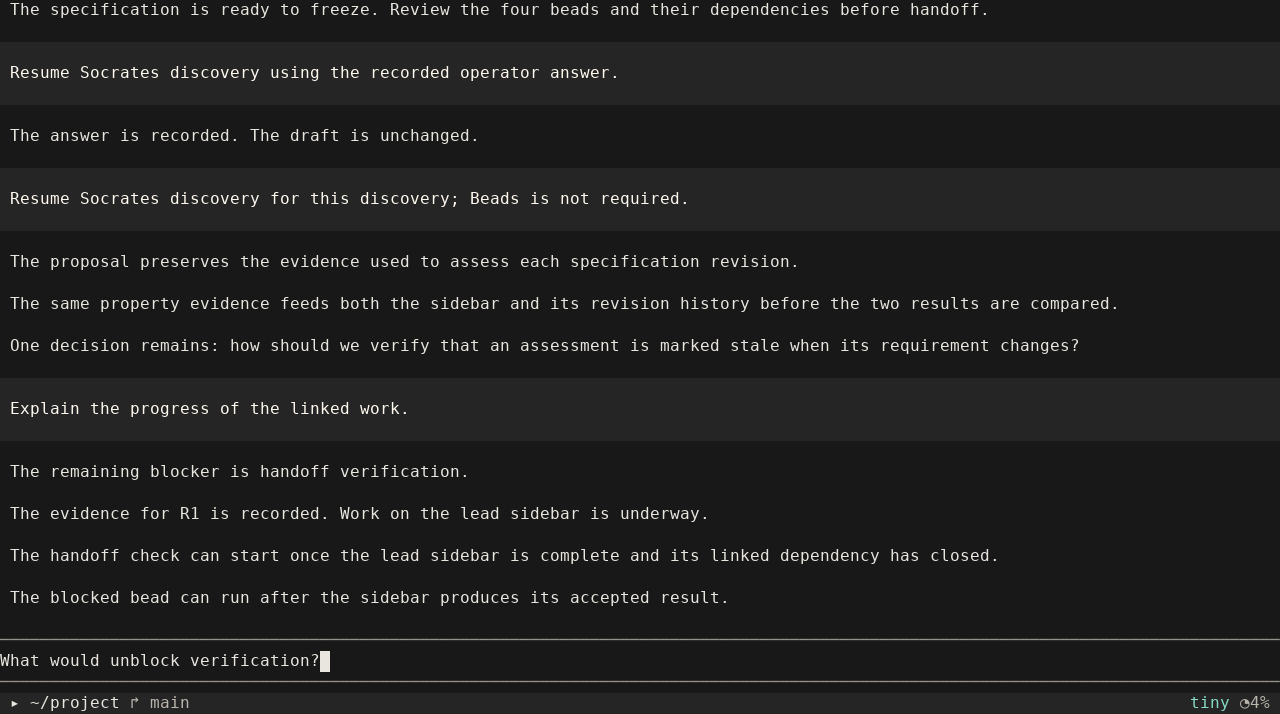 The specification is ready to freeze. Review the four beads and their dependencies before handoff.
Resume Socrates discovery using the recorded operator answer.
The answer is recorded. The draft is unchanged.
Resume Socrates discovery for this discovery; Beads is not required.
The proposal preserves the evidence used to assess each specification revision.
The same property evidence feeds both the sidebar and its revision history before the two results are compared.
One decision remains: how should we verify that an assessment is marked stale when its requirement changes?
Explain the progress of the linked work.
The remaining blocker is handoff verification.
The evidence for R1 is recorded. Work on the lead sidebar is underway.
The handoff check can start once the lead sidebar is complete and its linked dependency has closed.
The blocked bead can run after the sidebar produces its accepted result.
What would unblock verification?
▸ ~/project ↱ main tiny ◔4%